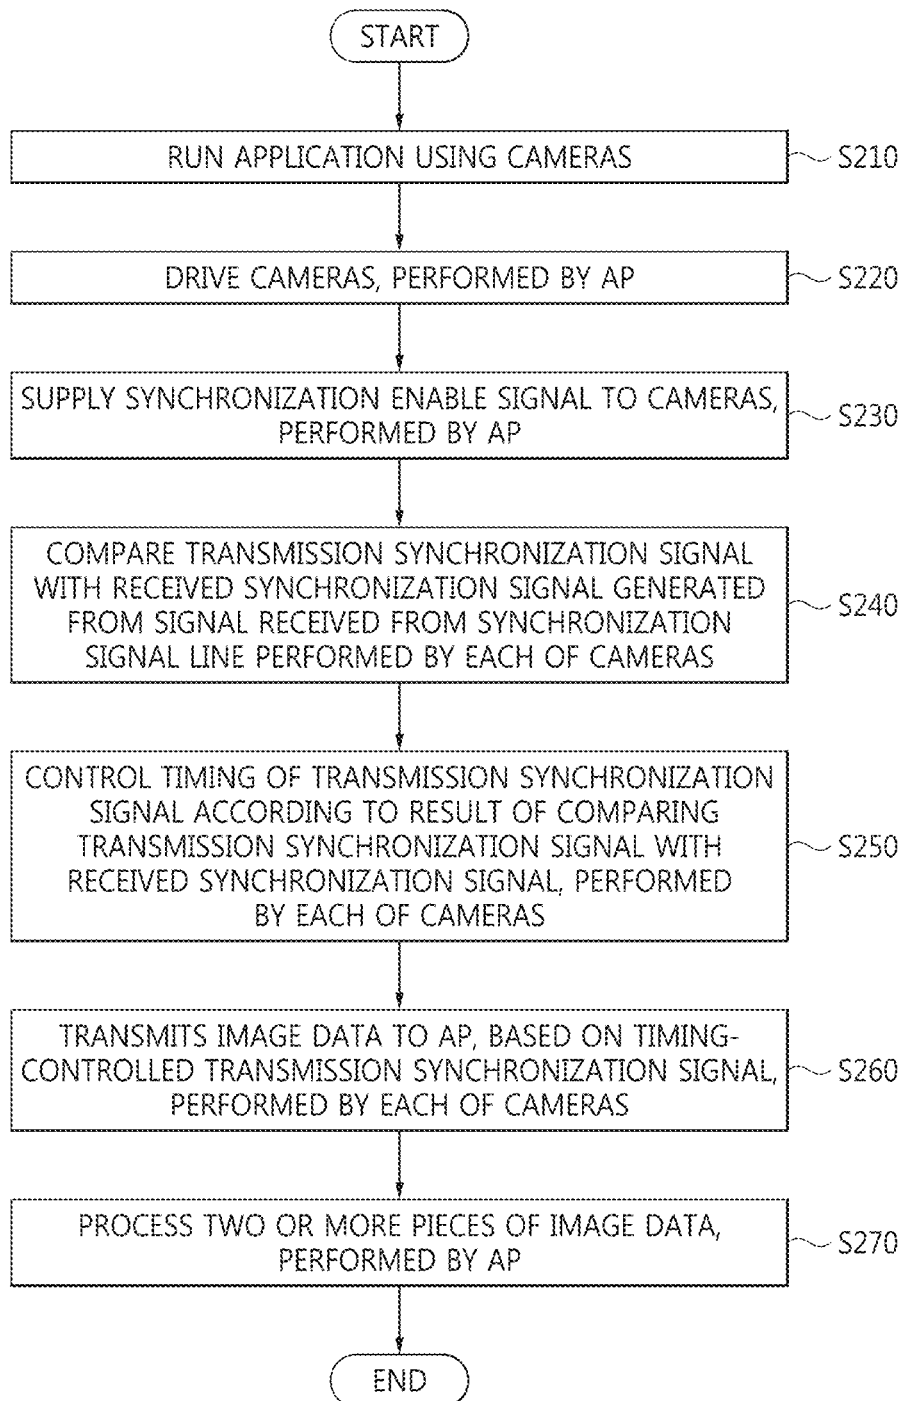 START
RUN APPLICATION USING CAMERAS
S210
DRIVE CAMERAS, PERFORMED BY AP
S220
SUPPLY SYNCHRONIZATION ENABLE SIGNAL TO CAMERAS,
PERFORMED BY AP
S230
COMPARE TRANSMISSION SYNCHRONIZATION SIGNAL
WITH RECEIVED SYNCHRONIZATION SIGNAL GENERATED
FROM SIGNAL RECEIVED FROM SYNCHRONIZATION
SIGNAL LINE PERFORMED BY EACH OF CAMERAS
S240
CONTROL TIMING OF TRANSMISSION SYNCHRONIZATION
SIGNAL ACCORDING TO RESULT OF COMPARING
TRANSMISSION SYNCHRONIZATION SIGNAL WITH
RECEIVED SYNCHRONIZATION SIGNAL, PERFORMED
BY EACH OF CAMERAS
S250
TRANSMITS IMAGE DATA TO AP, BASED ON TIMING-
CONTROLLED TRANSMISSION SYNCHRONIZATION SIGNAL,
PERFORMED BY EACH OF CAMERAS
S260
PROCESS TWO OR MORE PIECES OF IMAGE DATA,
PERFORMED BY AP
S270
END